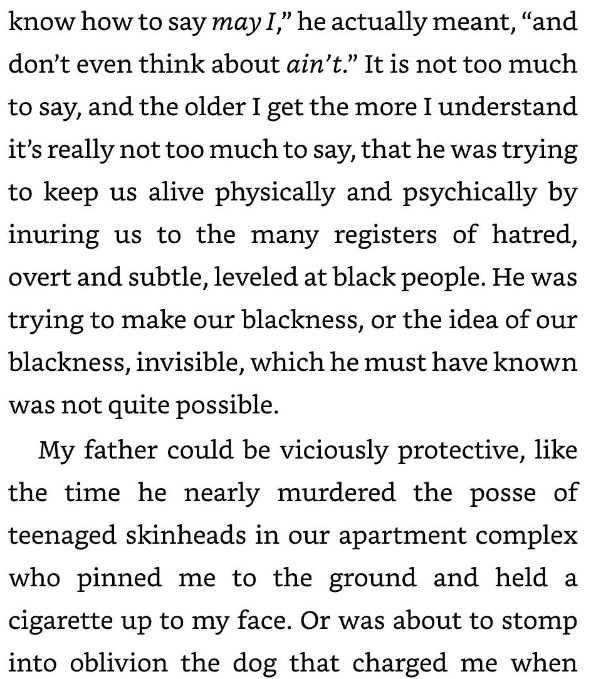 know how to say may I,” he actually meant, “and
don’t even think about ain’t.” It is not too much
to say, and the older I get the more I understand
it’s really not too much to say, that he was trying
to keep us alive physically and psychically by
inuring us to the many registers of hatred,
overt and subtle, leveled at black people. He was
trying to make our blackness, or the idea of our
blackness, invisible, which he must have known
was not quite possible.
My father could be viciously protective, like
the time he nearly murdered the posse of
teenaged skinheads in our apartment complex
who pinned me to the ground and held a
cigarette up to my face. Or was about to stomp
into oblivion the dog that charged me when